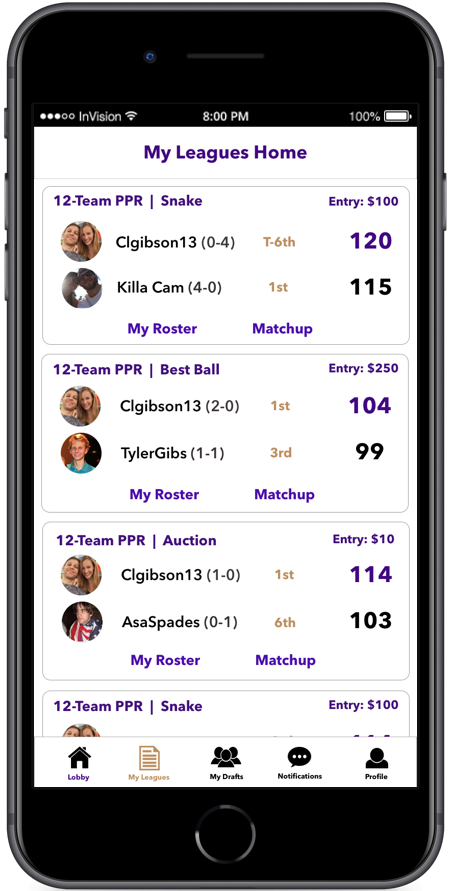 InVision 8:00 PM 100%
My Leagues Home
12-Team PPR | Snake Entry: $100
Clgibson13 (0-4) T-6th 120
Killa Cam (4-0) 1st 115
My Roster Matchup
12-Team PPR | Best Ball Entry: $250
Clgibson13 (2-0) 1st 104
TylerGibs (1-1) 3rd 99
My Roster Matchup
12-Team PPR | Auction Entry: $10
Clgibson13 (1-0) 1st 114
AsaSpades (0-1) 6th 103
My Roster Matchup
12-Team PPR | Snake Entry: $100
Lobby My Leagues My Drafts Notifications Profile